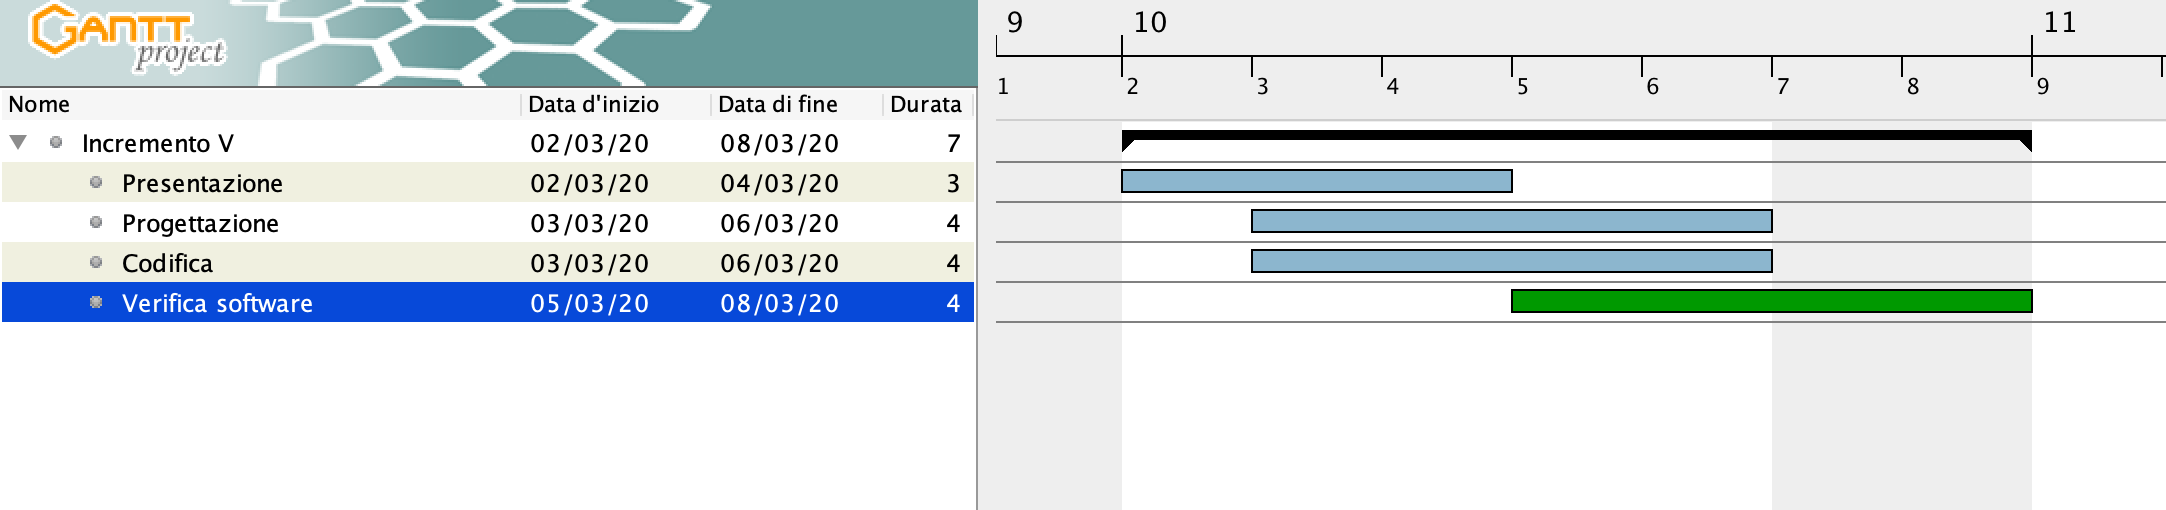 GANTT
project
9 10 11
1 2 3 4 5 6 7 8 9
Nome Data d'inizio Data di fine Durata
Incremento V 02/03/20 08/03/20 7
Presentazione 02/03/20 04/03/20 3
Progettazione 03/03/20 06/03/20 4
Codifica 03/03/20 06/03/20 4
Verifica software 05/03/20 08/03/20 4